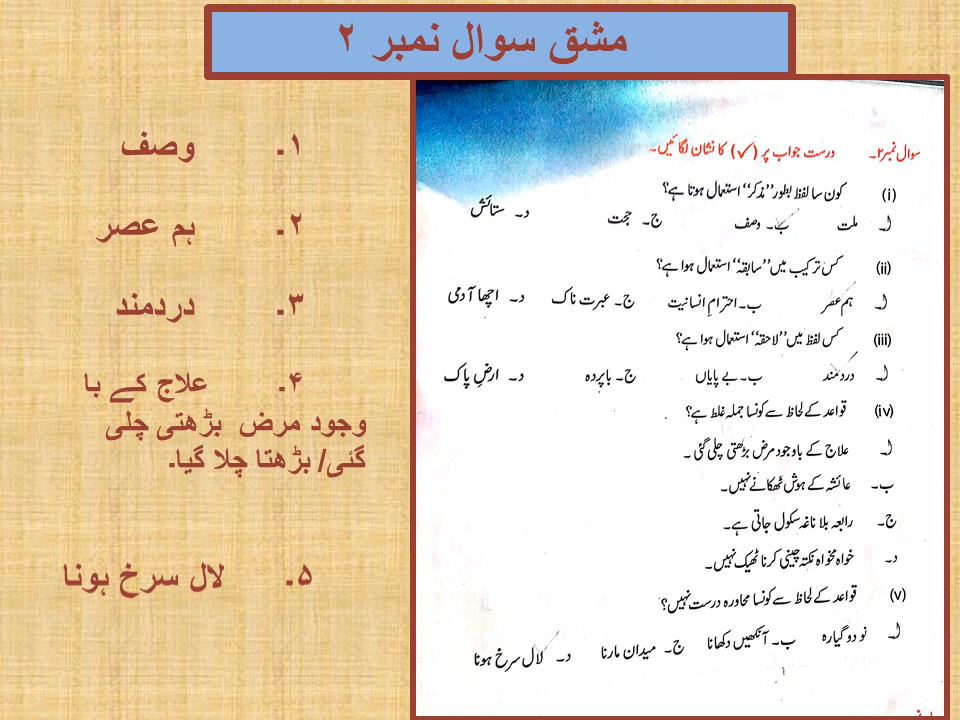 مشق سوال نمبر ۲
سوال نمبر۲۔ درست جواب پر (✓) کا نشان لگائیں۔
(i) کون سا لفظ بطور ’’مذکر‘‘ استعمال ہوتا ہے؟
ا۔ ملت ب۔ وصف ج۔ حجت د۔ ستائش
(ii) کس ترکیب میں ’’سابقہ‘‘ استعمال ہوا ہے؟
ا۔ ہم عصر ب۔ احترامِ انسانیت ج۔ عبرت ناک د۔ اچھا آدمی
(iii) کس لفظ میں ’’لاحقہ‘‘ استعمال ہوا ہے؟
ا۔ دردمند ب۔ بے پایاں ج۔ باپردہ د۔ ارضِ پاک
(iv) قواعد کے لحاظ سے کونسا جملہ غلط ہے؟
ا۔ علاج کے باوجود مرض بڑھتی چلی گئی۔
ب۔ عائشہ کے ہوش ٹھکانے نہیں۔
ج۔ رابعہ بلا ناغہ سکول جاتی ہے۔
د۔ خواہ مخواہ نکتہ چینی کرنا ٹھیک نہیں۔
(v) قواعد کے لحاظ سے کونسا محاورہ درست نہیں؟
ا۔ نو دو گیارہ ب۔ آنکھیں دکھانا ج۔ میدان مارنا د۔ لال سرخ ہونا
۱۔ وصف
۲۔ ہم عصر
۳۔ دردمند
۴۔ علاج کے با
وجود مرض بڑھتی چلی
گئی/ بڑھتا چلا گیا۔
۵۔ لال سرخ ہونا